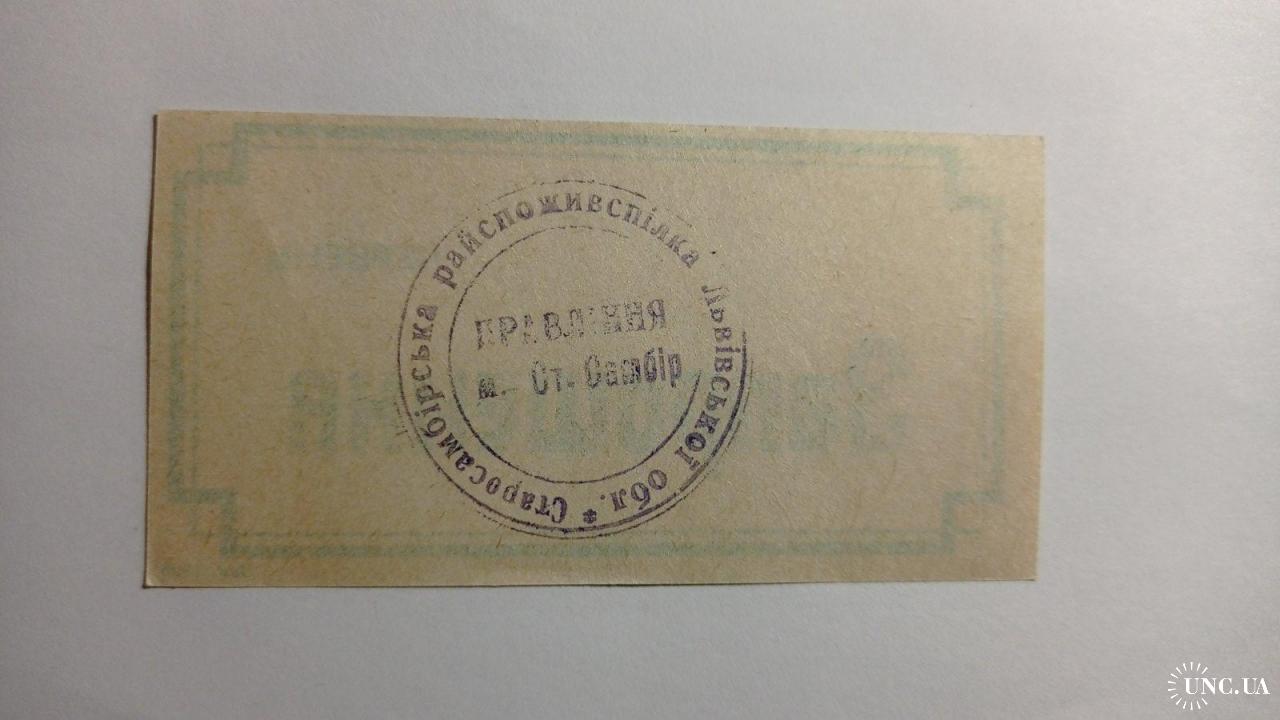 Старосамбірська райспоживспілка Львівської обл. *
ПРАВЛІННЯ
м. Ст. Самбір
UNC.UA